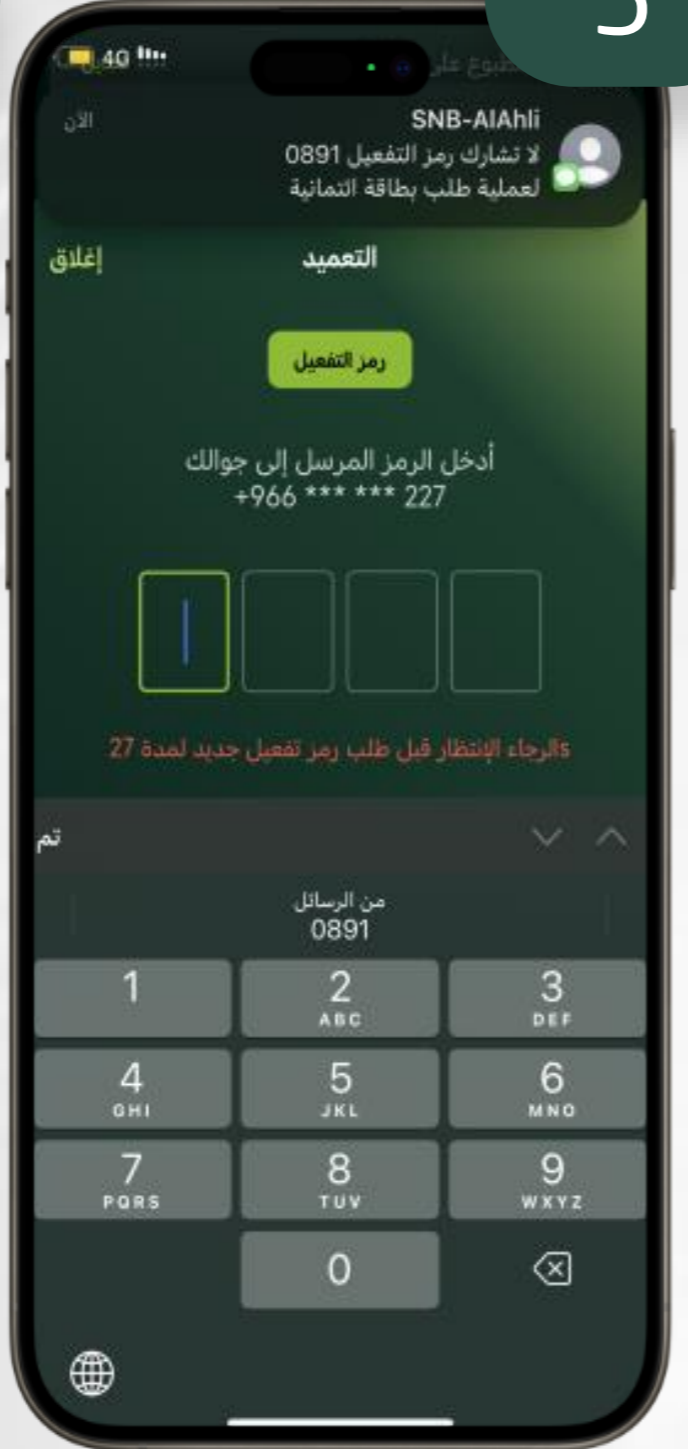 4G
SNB-AlAhli
الآن
لا تشارك رمز التفعيل 0891
لعملية طلب بطاقة ائتمانية
التعميد
إغلاق
رمز التفعيل
أدخل الرمز المرسل إلى جوالك
+966 *** *** 227
sالرجاء الإنتظار قبل طلب رمز تفعيل جديد لمدة 27
تم
من الرسائل
0891
1
2
ABC
3
DEF
4
GHI
5
JKL
6
MNO
7
PQRS
8
TUV
9
WXYZ
0